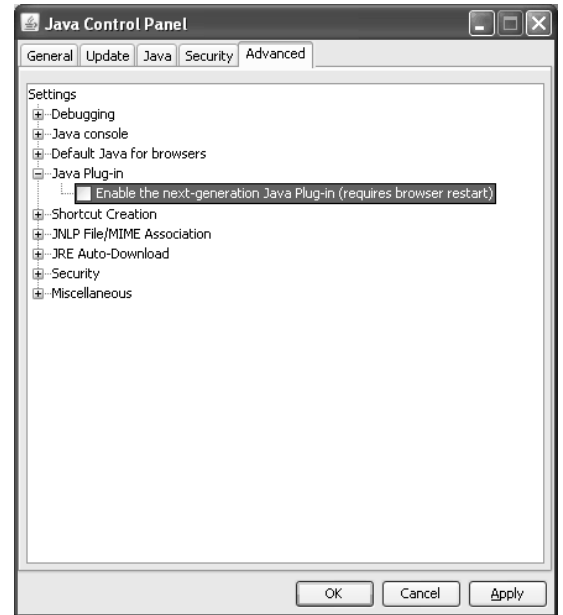 Java Control Panel
General Update Java Security Advanced
Settings
Debugging
Java console
Default Java for browsers
Java Plug-in
Enable the next-generation Java Plug-in (requires browser restart)
Shortcut Creation
JNLP File/MIME Association
JRE Auto-Download
Security
Miscellaneous
OK Cancel Apply